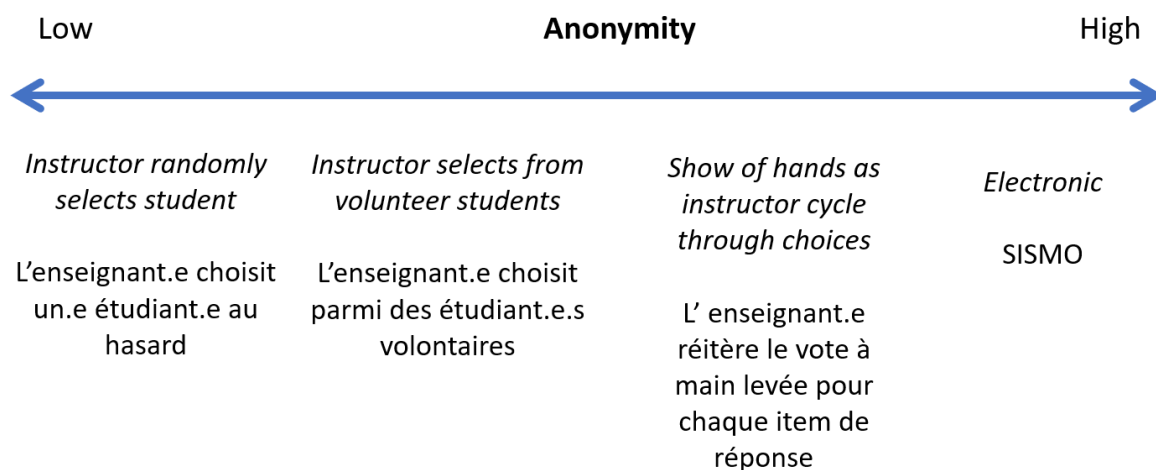 Low
Anonymity
High
Instructor randomly
selects student
L'enseignant.e choisit
un.e étudiant.e au
hasard
Instructor selects from
volunteer students
L'enseignant.e choisit
parmi des étudiant.e.s
volontaires
Show of hands as
instructor cycle
through choices
L' enseignant.e
réitère le vote à
main levée pour
chaque item de
réponse
Electronic
SISMO